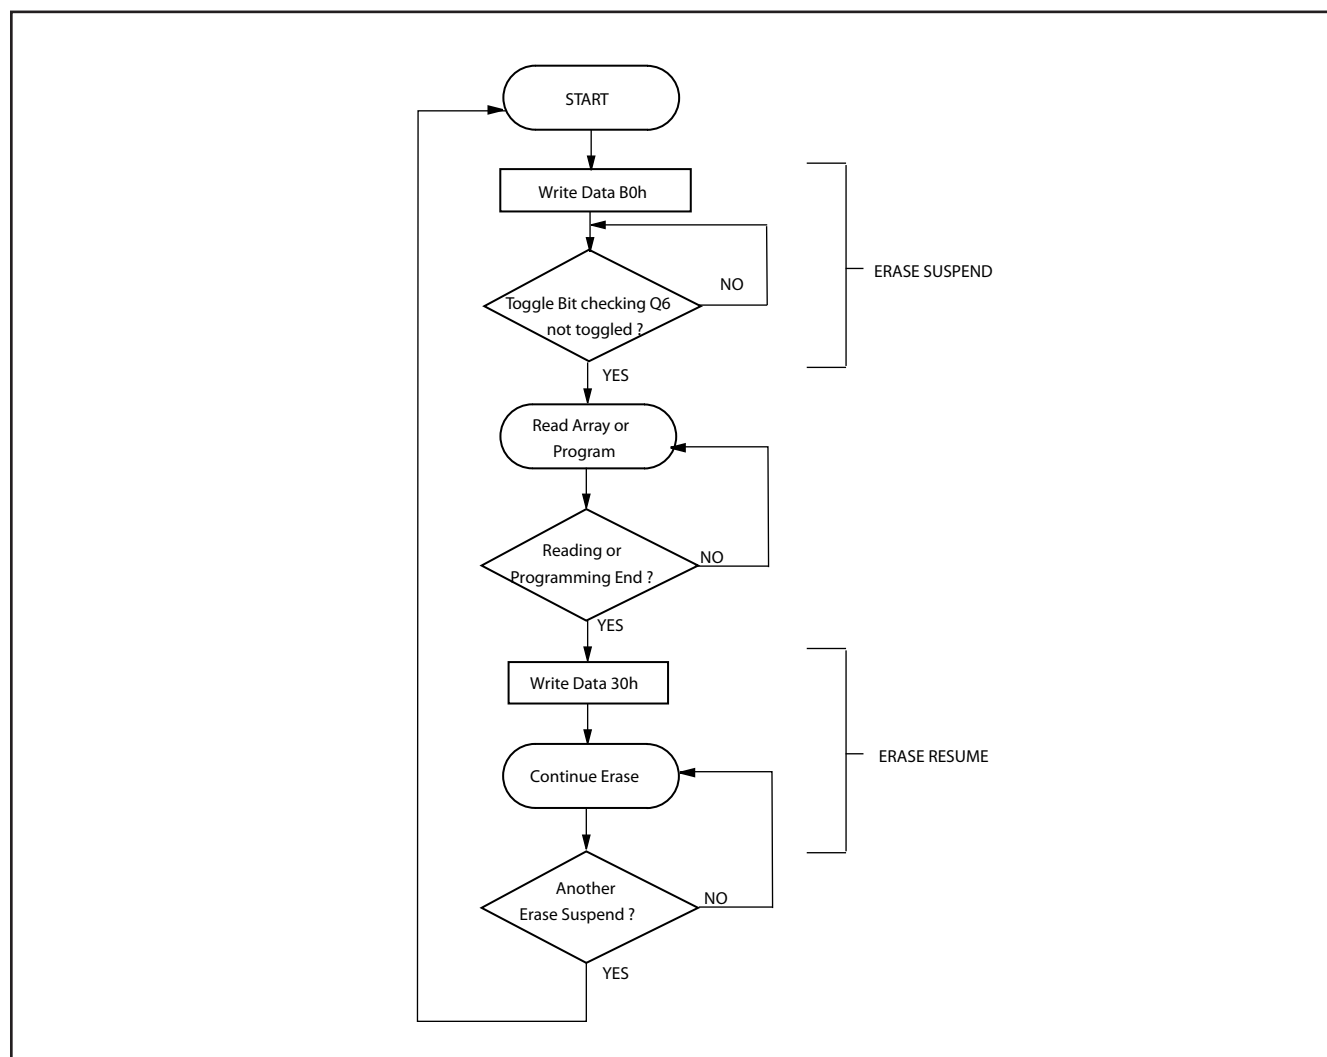 START
Write Data B0h
ERASE SUSPEND
NO
Toggle Bit checking Q6
not toggled ?
YES
Read Array or
Program
Reading or
NO
Programming End ?
YES
Write Data 30h
ERASE RESUME
Continue Erase
Another
NO
Erase Suspend ?
YES